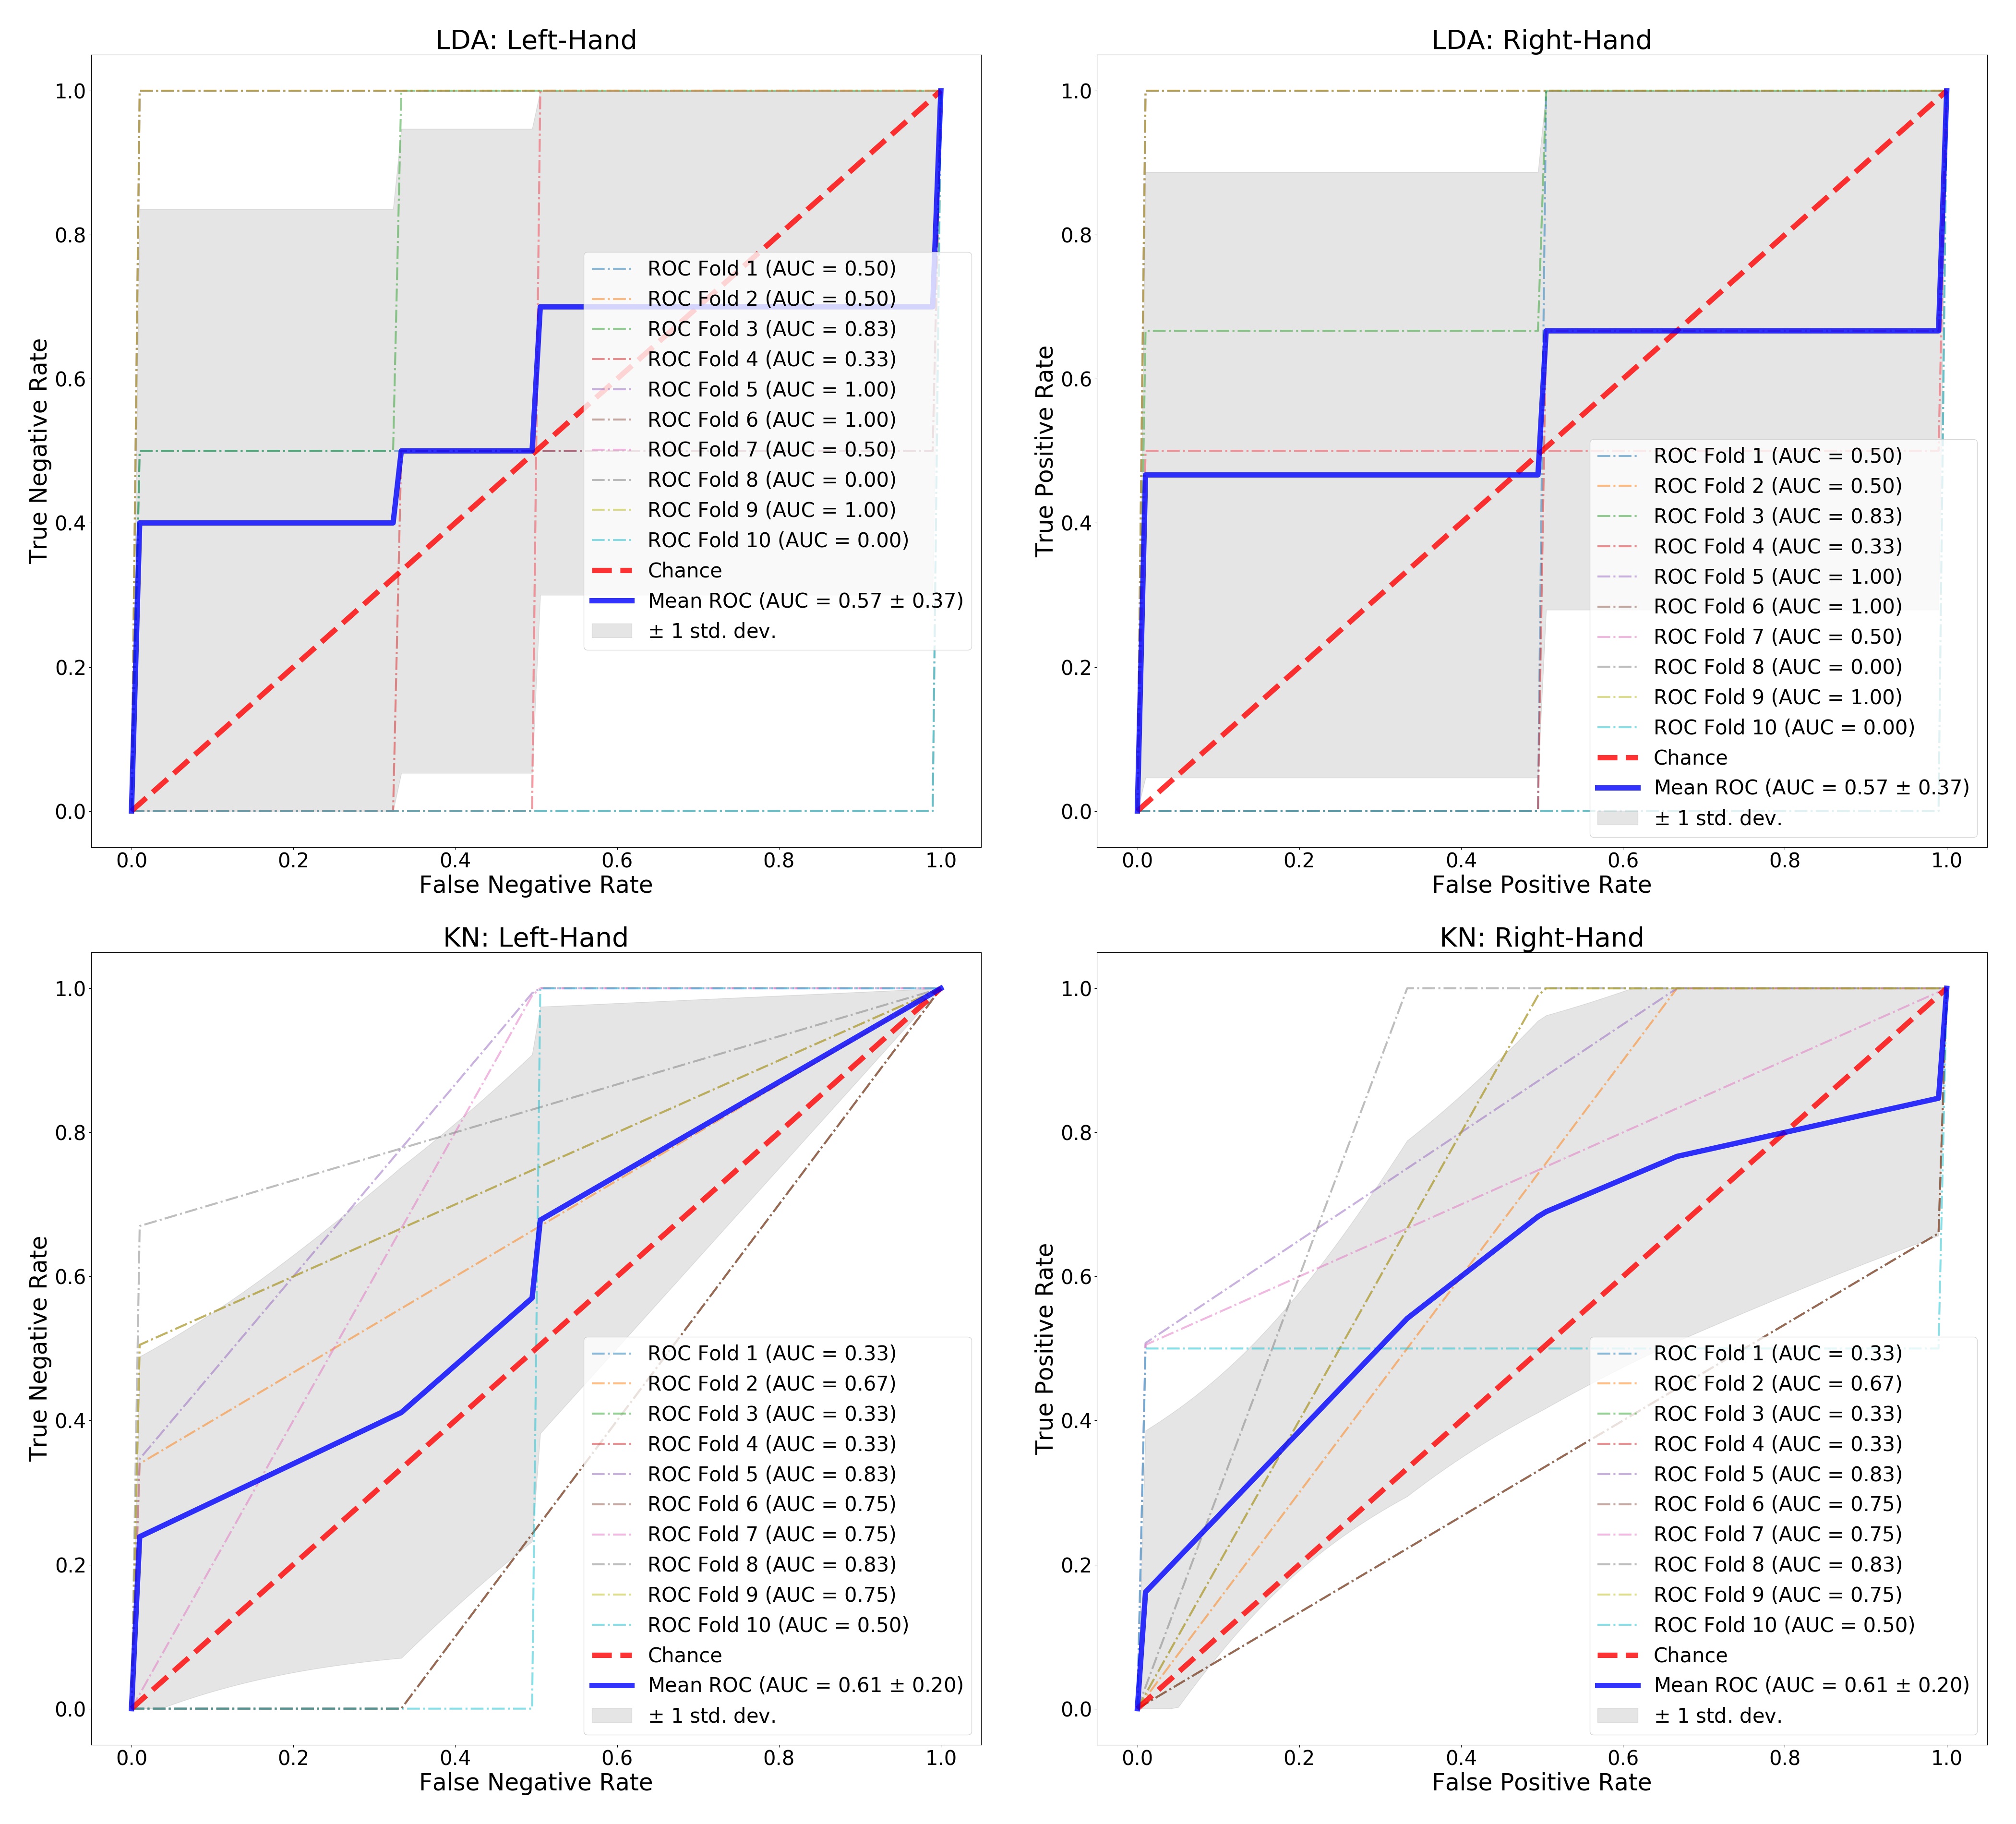 LDA: Left-Hand
True Negative Rate
1.0
0.8
0.6
0.4
0.2
0.0
ROC Fold 1 (AUC = 0.50)
ROC Fold 2 (AUC = 0.50)
ROC Fold 3 (AUC = 0.83)
ROC Fold 4 (AUC = 0.33)
ROC Fold 5 (AUC = 1.00)
ROC Fold 6 (AUC = 1.00)
ROC Fold 7 (AUC = 0.50)
ROC Fold 8 (AUC = 0.00)
ROC Fold 9 (AUC = 1.00)
ROC Fold 10 (AUC = 0.00)
Chance
Mean ROC (AUC = 0.57 ± 0.37)
± 1 std. dev.
0.0 0.2 0.4 0.6 0.8 1.0
False Negative Rate
LDA: Right-Hand
True Positive Rate
1.0
0.8
0.6
0.4
0.2
0.0
ROC Fold 1 (AUC = 0.50)
ROC Fold 2 (AUC = 0.50)
ROC Fold 3 (AUC = 0.83)
ROC Fold 4 (AUC = 0.33)
ROC Fold 5 (AUC = 1.00)
ROC Fold 6 (AUC = 1.00)
ROC Fold 7 (AUC = 0.50)
ROC Fold 8 (AUC = 0.00)
ROC Fold 9 (AUC = 1.00)
ROC Fold 10 (AUC = 0.00)
Chance
Mean ROC (AUC = 0.57 ± 0.37)
± 1 std. dev.
0.0 0.2 0.4 0.6 0.8 1.0
False Positive Rate
KN: Left-Hand
True Negative Rate
1.0
0.8
0.6
0.4
0.2
0.0
ROC Fold 1 (AUC = 0.33)
ROC Fold 2 (AUC = 0.67)
ROC Fold 3 (AUC = 0.33)
ROC Fold 4 (AUC = 0.33)
ROC Fold 5 (AUC = 0.83)
ROC Fold 6 (AUC = 0.75)
ROC Fold 7 (AUC = 0.75)
ROC Fold 8 (AUC = 0.83)
ROC Fold 9 (AUC = 0.75)
ROC Fold 10 (AUC = 0.50)
Chance
Mean ROC (AUC = 0.61 ± 0.20)
± 1 std. dev.
0.0 0.2 0.4 0.6 0.8 1.0
False Negative Rate
KN: Right-Hand
True Positive Rate
1.0
0.8
0.6
0.4
0.2
0.0
ROC Fold 1 (AUC = 0.33)
ROC Fold 2 (AUC = 0.67)
ROC Fold 3 (AUC = 0.33)
ROC Fold 4 (AUC = 0.33)
ROC Fold 5 (AUC = 0.83)
ROC Fold 6 (AUC = 0.75)
ROC Fold 7 (AUC = 0.75)
ROC Fold 8 (AUC = 0.83)
ROC Fold 9 (AUC = 0.75)
ROC Fold 10 (AUC = 0.50)
Chance
Mean ROC (AUC = 0.61 ± 0.20)
± 1 std. dev.
0.0 0.2 0.4 0.6 0.8 1.0
False Positive Rate